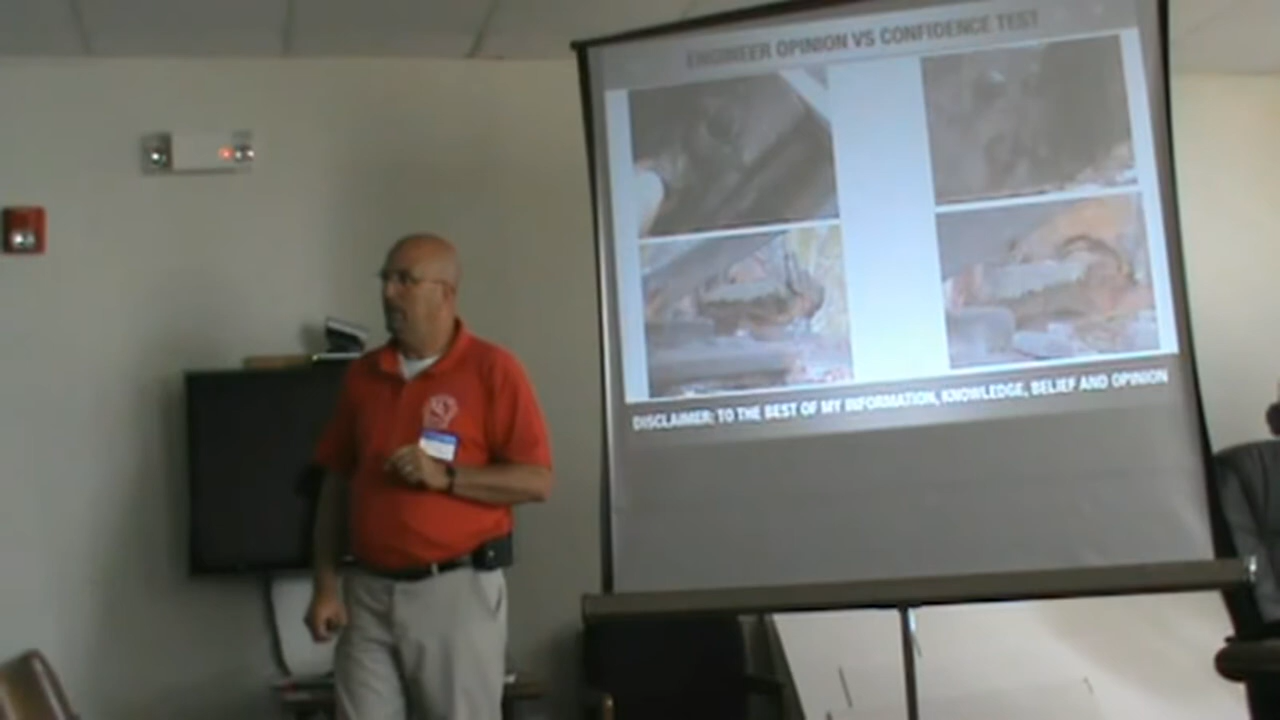 ENGINEER OPINION VS CONFIDENCE TEST
DISCLAIMER: TO THE BEST OF MY INFORMATION, KNOWLEDGE, BELIEF AND OPINION